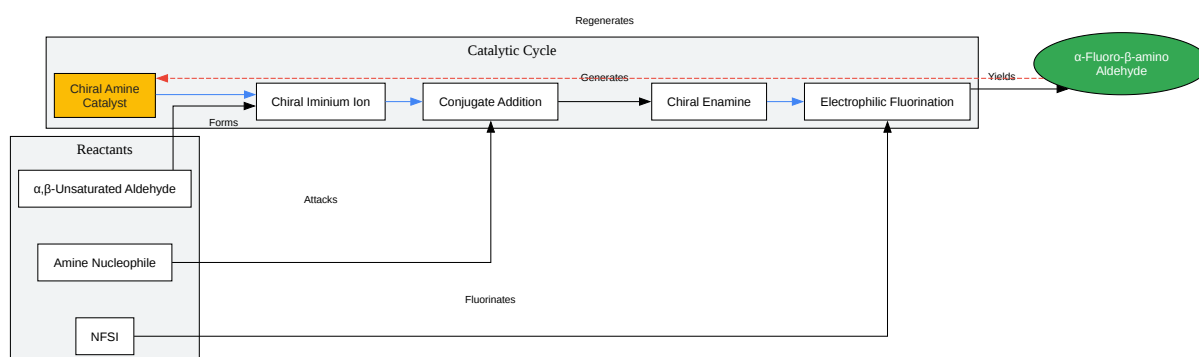 Regenerates
Catalytic Cycle
α-Fluoro-β-amino
Aldehyde
Generates
Yields
Chiral Amine
Catalyst
Chiral Iminium Ion
Conjugate Addition
Chiral Enamine
Electrophilic Fluorination
Forms
Reactants
α,β-Unsaturated Aldehyde
Attacks
Amine Nucleophile
Fluorinates
NFSI